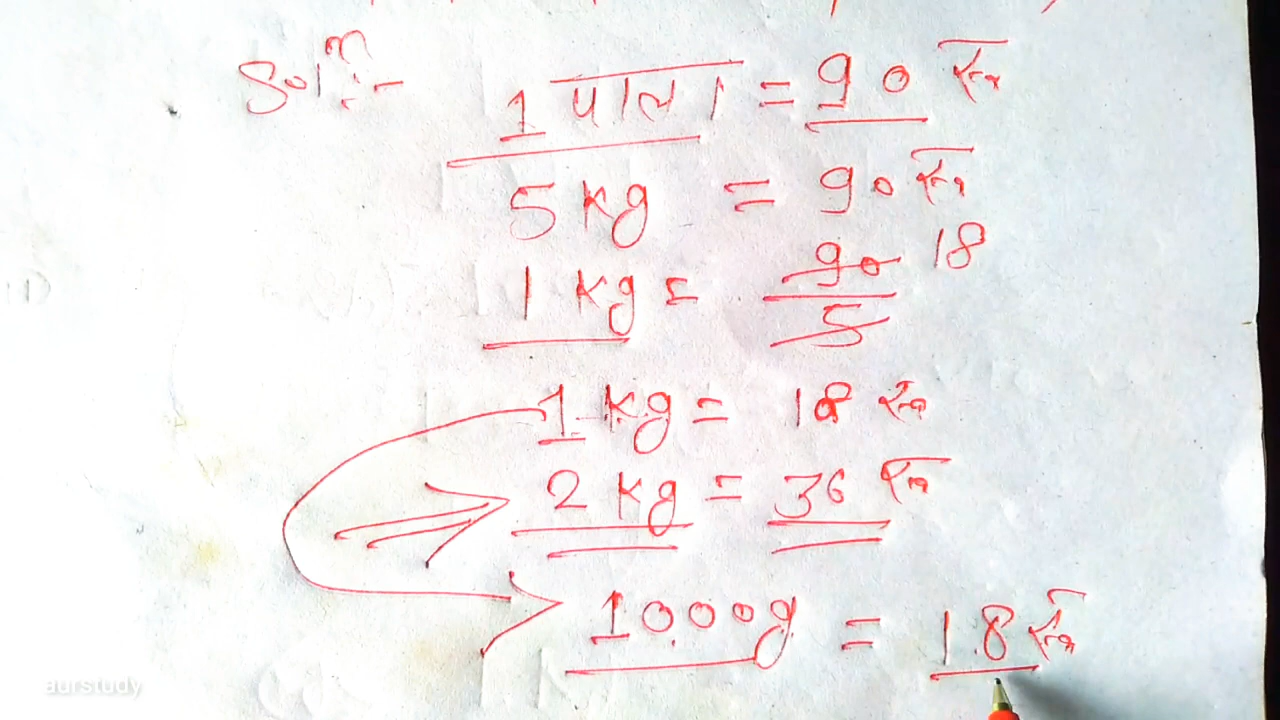 Solⁿ:-
1 पाला = 90 रू
5 kg = 90 रू
1 kg = 90/5 18
1 kg = 18 रू
2 kg = 36 रू
1000g = 18 रू
aurstudy